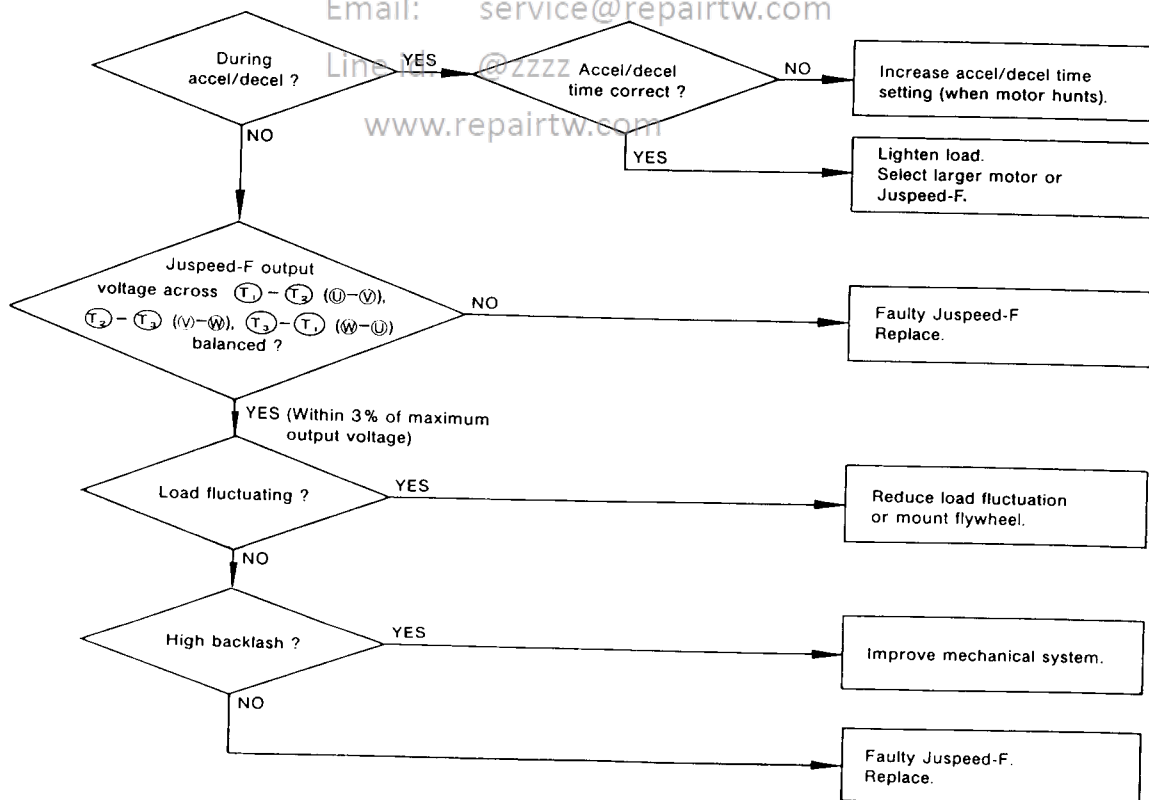 Email: service@repairtw.com
Line id: @zzzz
www.repairtw.com
During
accel/decel ?
YES
NO
Accel/decel
time correct ?
NO
YES
Increase accel/decel time
setting (when motor hunts).
Lighten load.
Select larger motor or
Juspeed-F.
Juspeed-F output
voltage across T₁ – T₂ (U–V),
T₂ – T₃ (V–W), T₃ – T₁ (W–U)
balanced ?
NO
Faulty Juspeed-F
Replace.
YES (Within 3% of maximum
output voltage)
Load fluctuating ?
YES
Reduce load fluctuation
or mount flywheel.
NO
High backlash ?
YES
Improve mechanical system.
NO
Faulty Juspeed-F.
Replace.